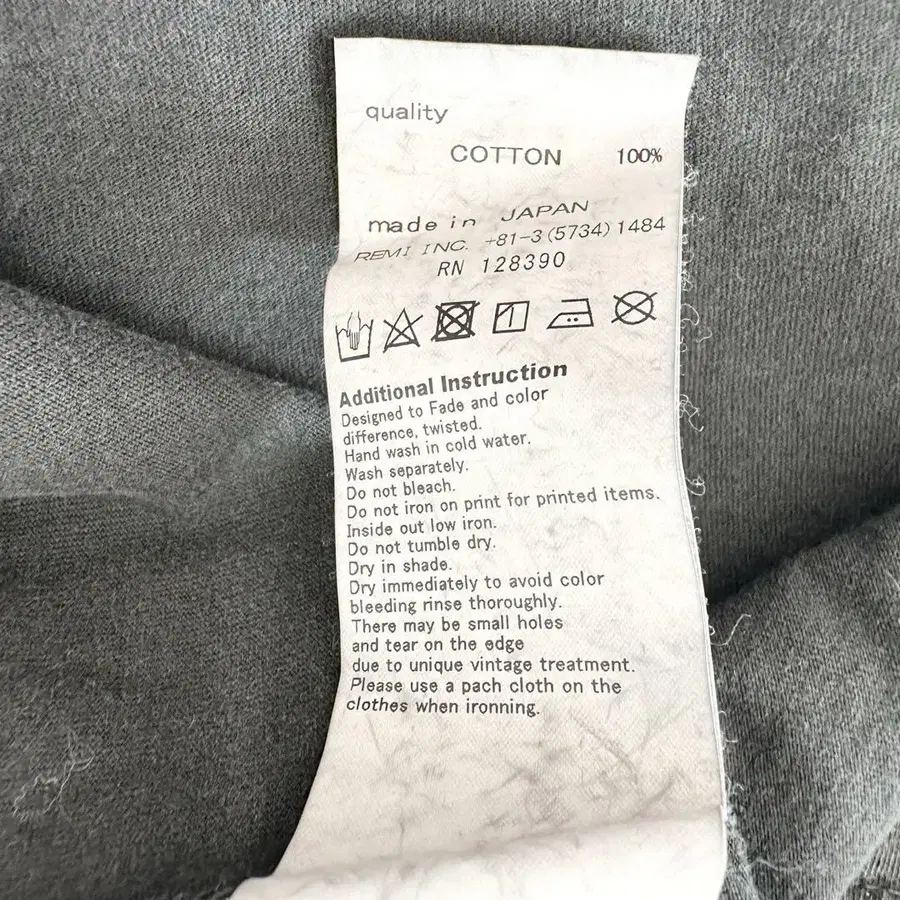 quality
COTTON 100%
made in JAPAN
REMI INC. +81-3(5734)1484
RN 128390
Additional Instruction
Designed to Fade and color
difference, twisted.
Hand wash in cold water.
Wash separately.
Do not bleach.
Do not iron on print for printed items.
Inside out low iron.
Do not tumble dry.
Dry in shade.
Dry immediately to avoid color
bleeding rinse thoroughly.
There may be small holes
and tear on the edge
due to unique vintage treatment.
Please use a pach cloth on the
clothes when ironning.